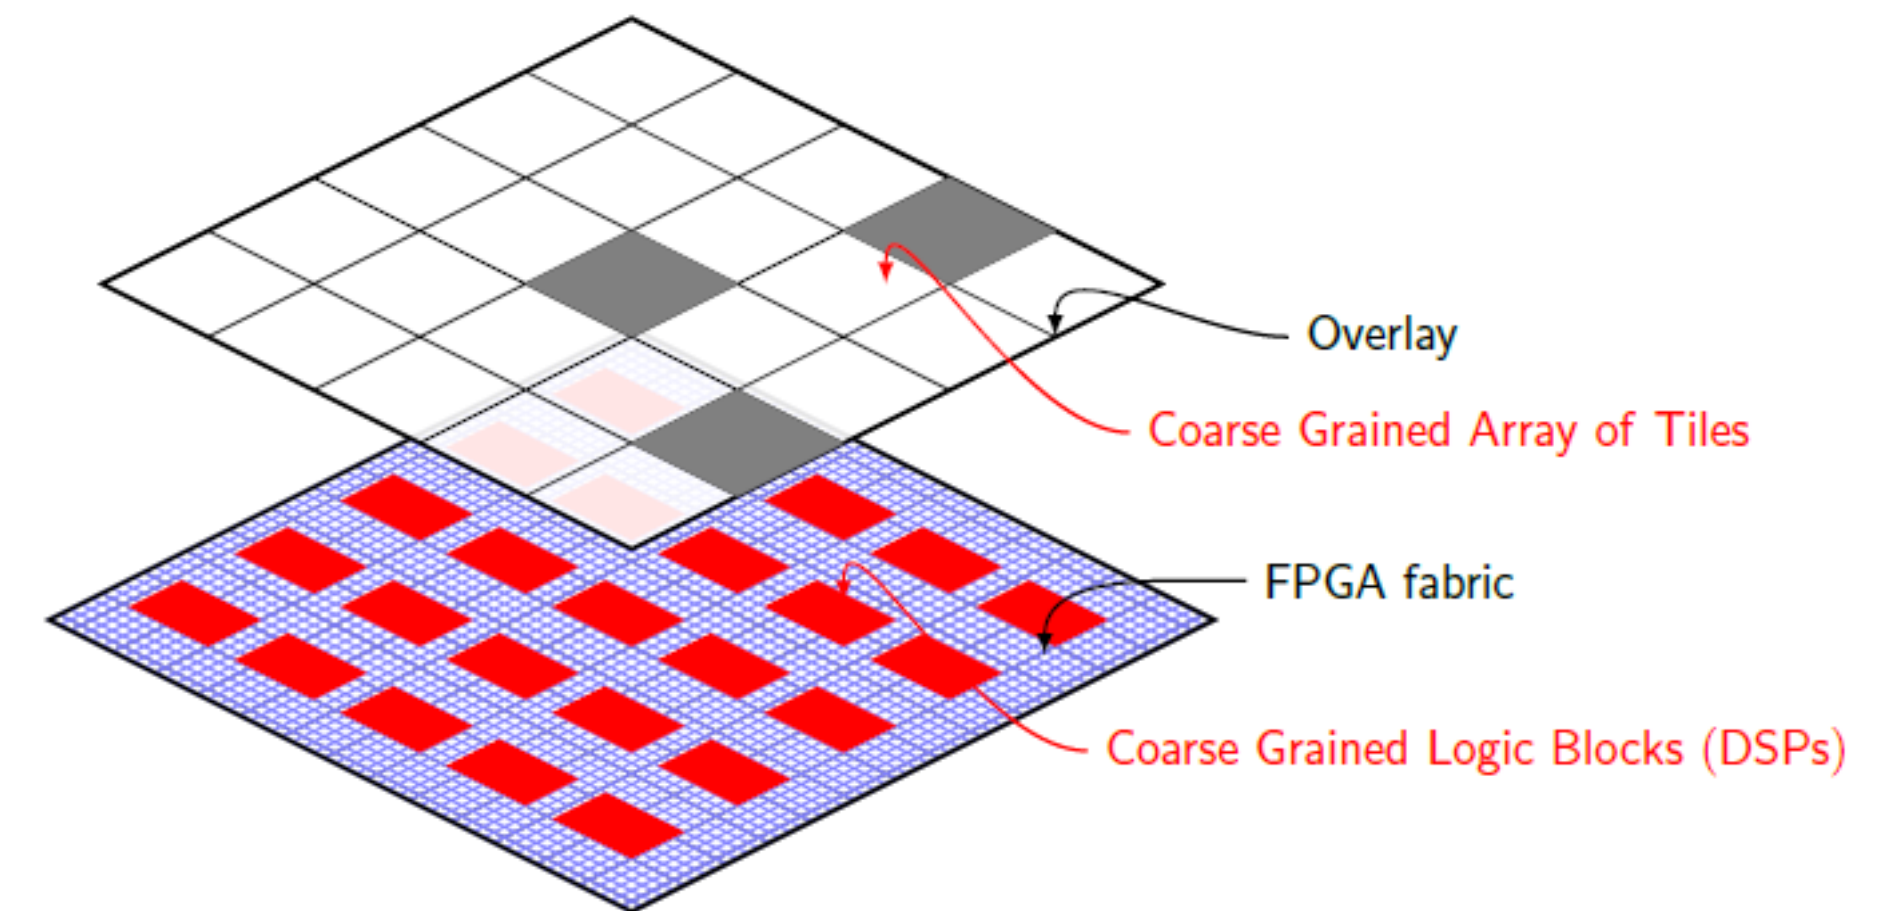 Overlay
Coarse Grained Array of Tiles
FPGA fabric
Coarse Grained Logic Blocks (DSPs)